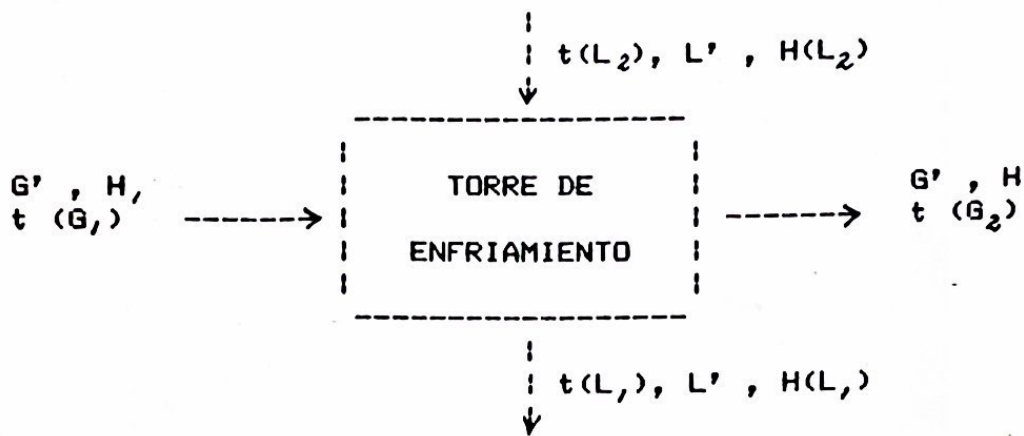 t(L₂), L' , H(L₂)
G' , H,
t (G,)
TORRE DE
ENFRIAMIENTO
G' , H
t (G₂)
t(L,), L' , H(L,)